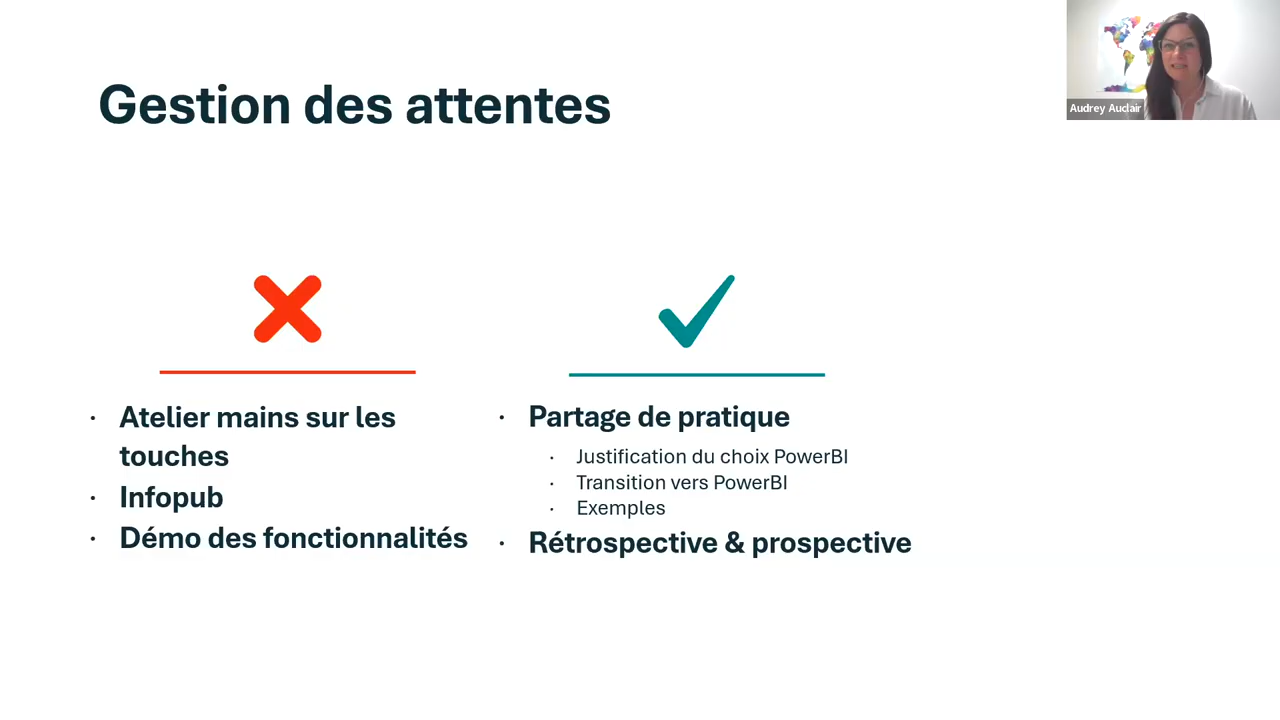 Gestion des attentes
Audrey Auclair
· Atelier mains sur les
touches
· Infopub
· Démo des fonctionnalités
· Partage de pratique
· Justification du choix PowerBI
· Transition vers PowerBI
· Exemples
· Rétrospective & prospective